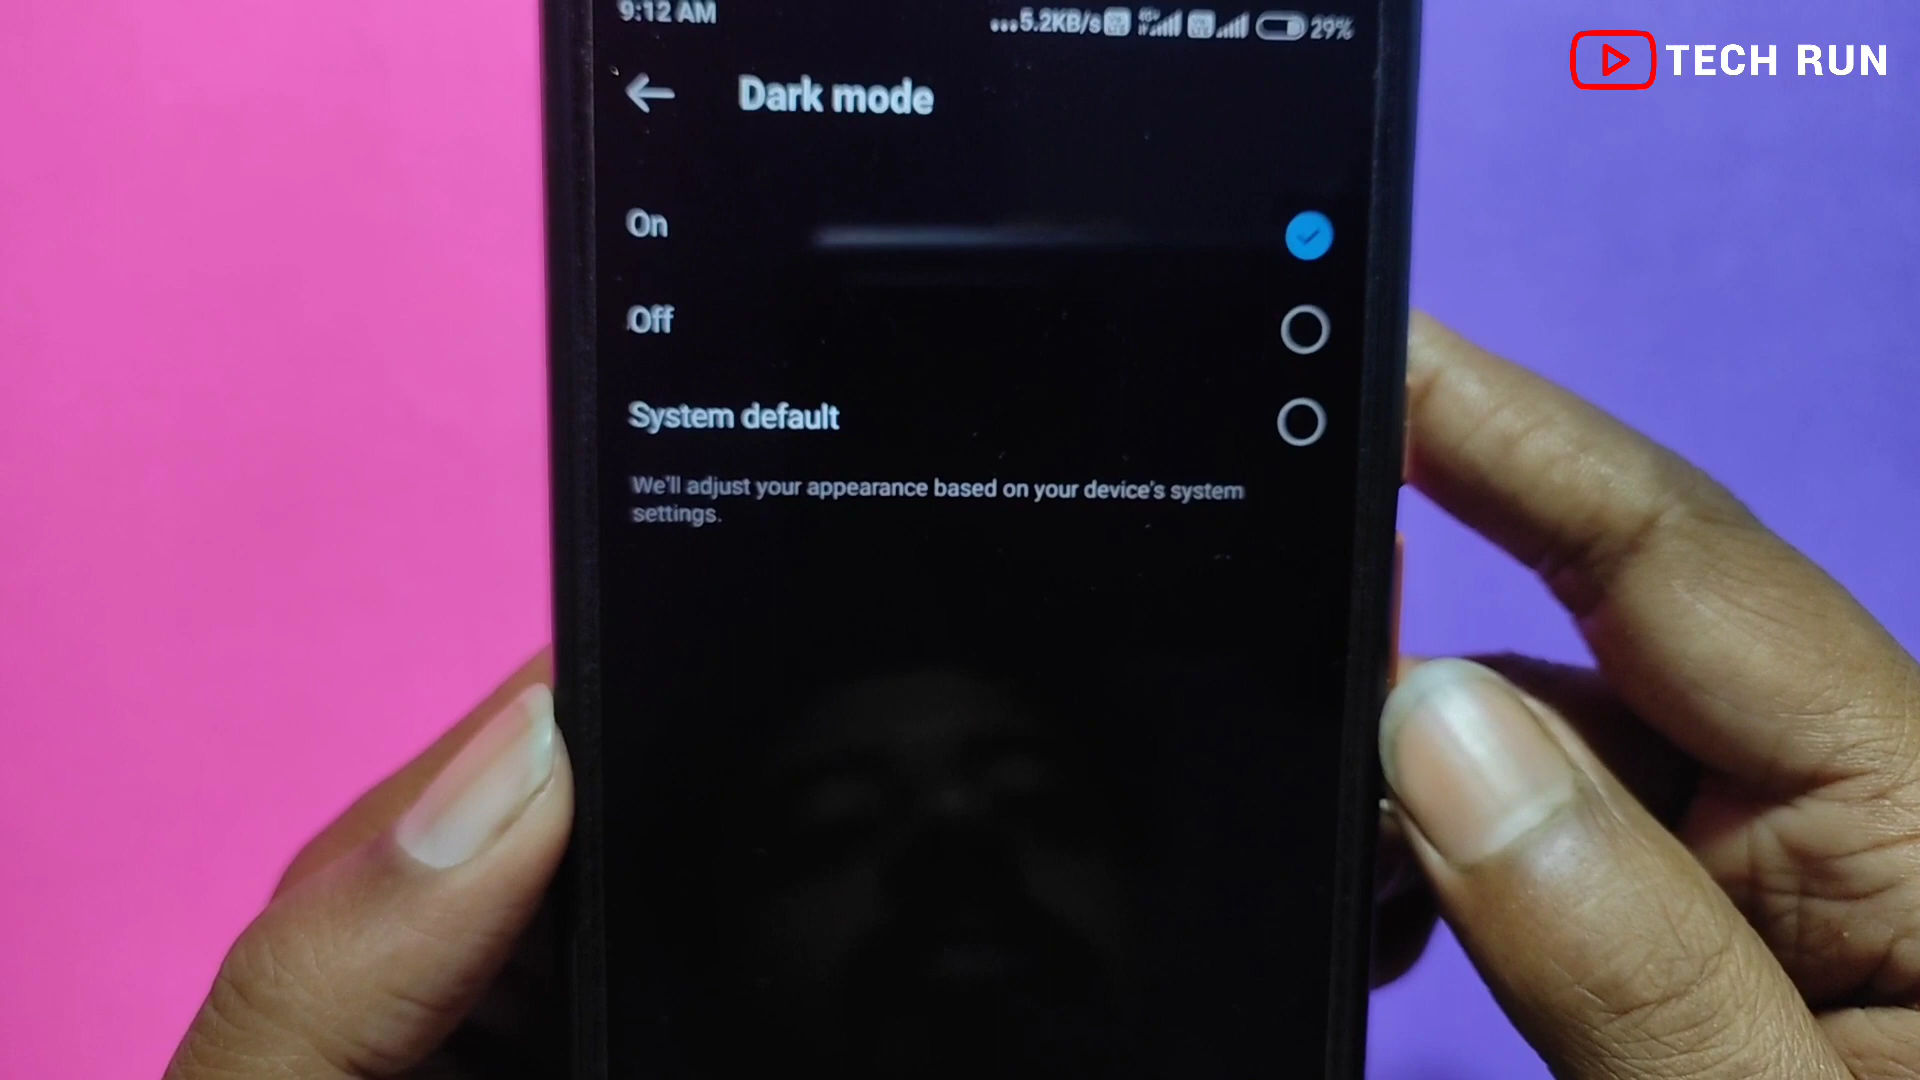 9:12 AM
...5.2KB/s
29%
TECH RUN
Dark mode
On
Off
System default
We'll adjust your appearance based on your device's system
settings.